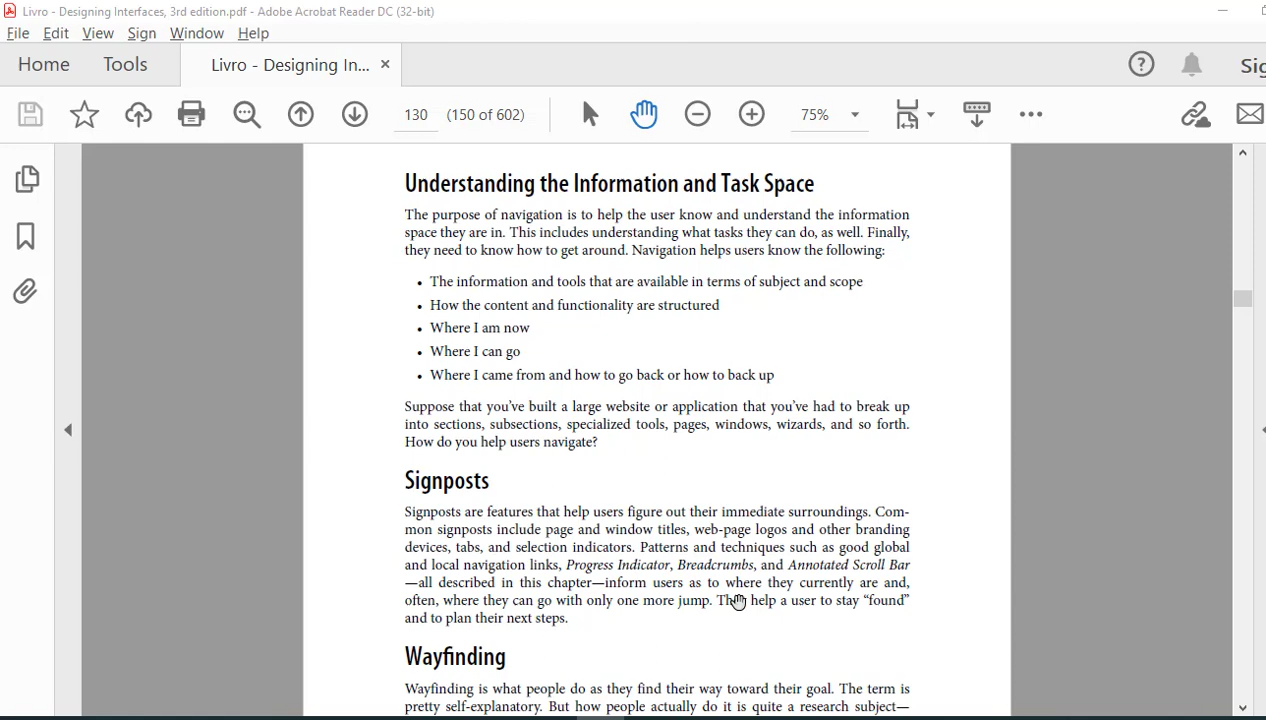 Livro - Designing Interfaces, 3rd edition.pdf - Adobe Acrobat Reader DC (32-bit)
File Edit View Sign Window Help
Home Tools Livro - Designing In... ×
130 (150 of 602) 75%
Understanding the Information and Task Space
The purpose of navigation is to help the user know and understand the information
space they are in. This includes understanding what tasks they can do, as well. Finally,
they need to know how to get around. Navigation helps users know the following:
• The information and tools that are available in terms of subject and scope
• How the content and functionality are structured
• Where I am now
• Where I can go
• Where I came from and how to go back or how to back up
Suppose that you’ve built a large website or application that you’ve had to break up
into sections, subsections, specialized tools, pages, windows, wizards, and so forth.
How do you help users navigate?
Signposts
Signposts are features that help users figure out their immediate surroundings. Com-
mon signposts include page and window titles, web-page logos and other branding
devices, tabs, and selection indicators. Patterns and techniques such as good global
and local navigation links, Progress Indicator, Breadcrumbs, and Annotated Scroll Bar
—all described in this chapter—inform users as to where they currently are and,
often, where they can go with only one more jump. help a user to stay “found”
and to plan their next steps.
Wayfinding
Wayfinding is what people do as they find their way toward their goal. The term is
pretty self-explanatory. But how people actually do it is quite a research subject—